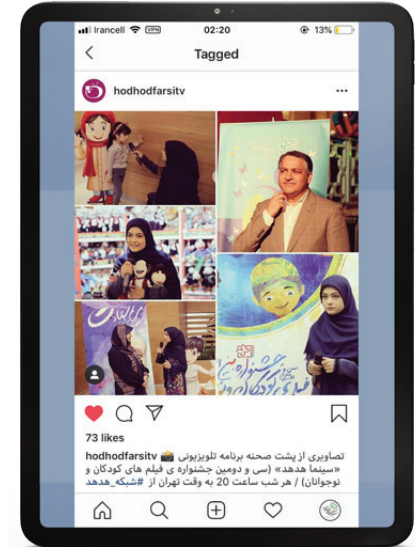 Irancell VPN 02:20 13%
Tagged
hodhodfarsitv
73 likes
hodhodfarsitv تصاویری از پشت صحنه برنامه تلویزیونی
«سینما هدهد» (سی و دومین جشنواره ی فیلم های کودکان و
نوجوانان) / هر شب ساعت 20 به وقت تهران از #شبکه_هدهد